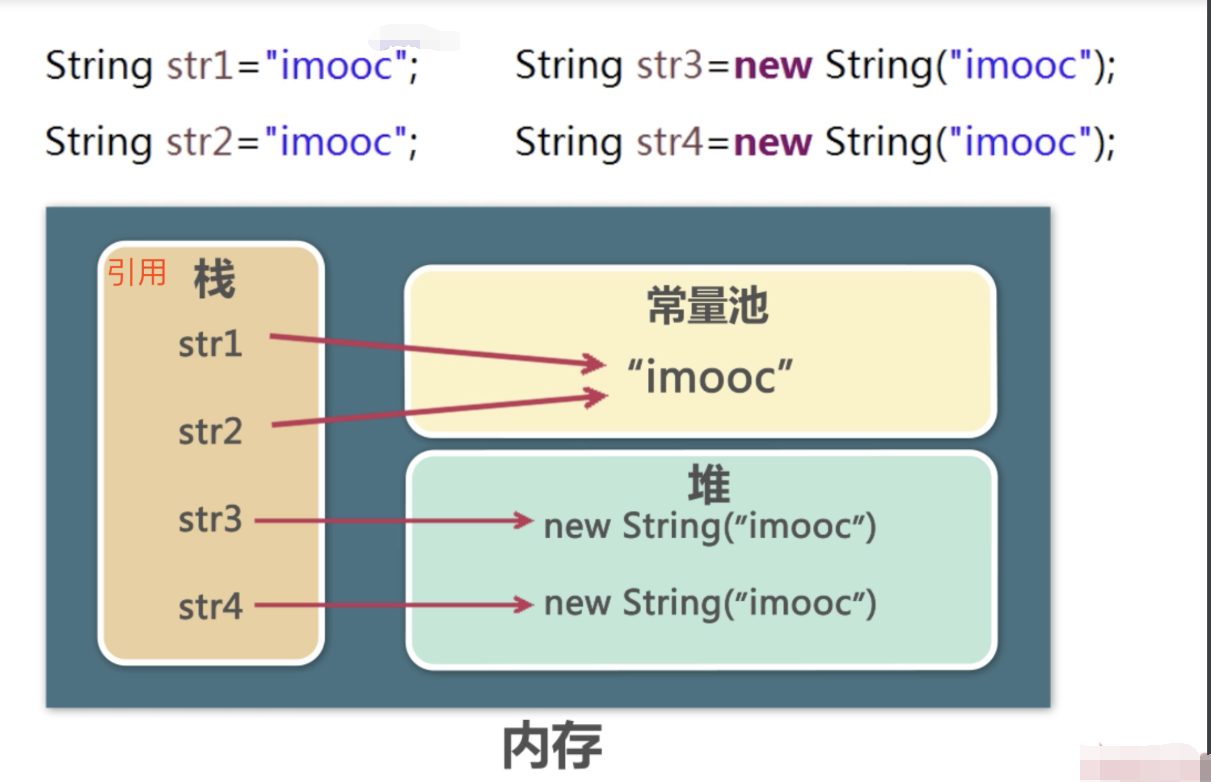 String str1="imooc"; String str3=new String("imooc");
String str2="imooc"; String str4=new String("imooc");
引用 栈
str1
str2
str3
str4
常量池
“imooc”
堆
new String(”imooc”)
new String(”imooc”)
内存